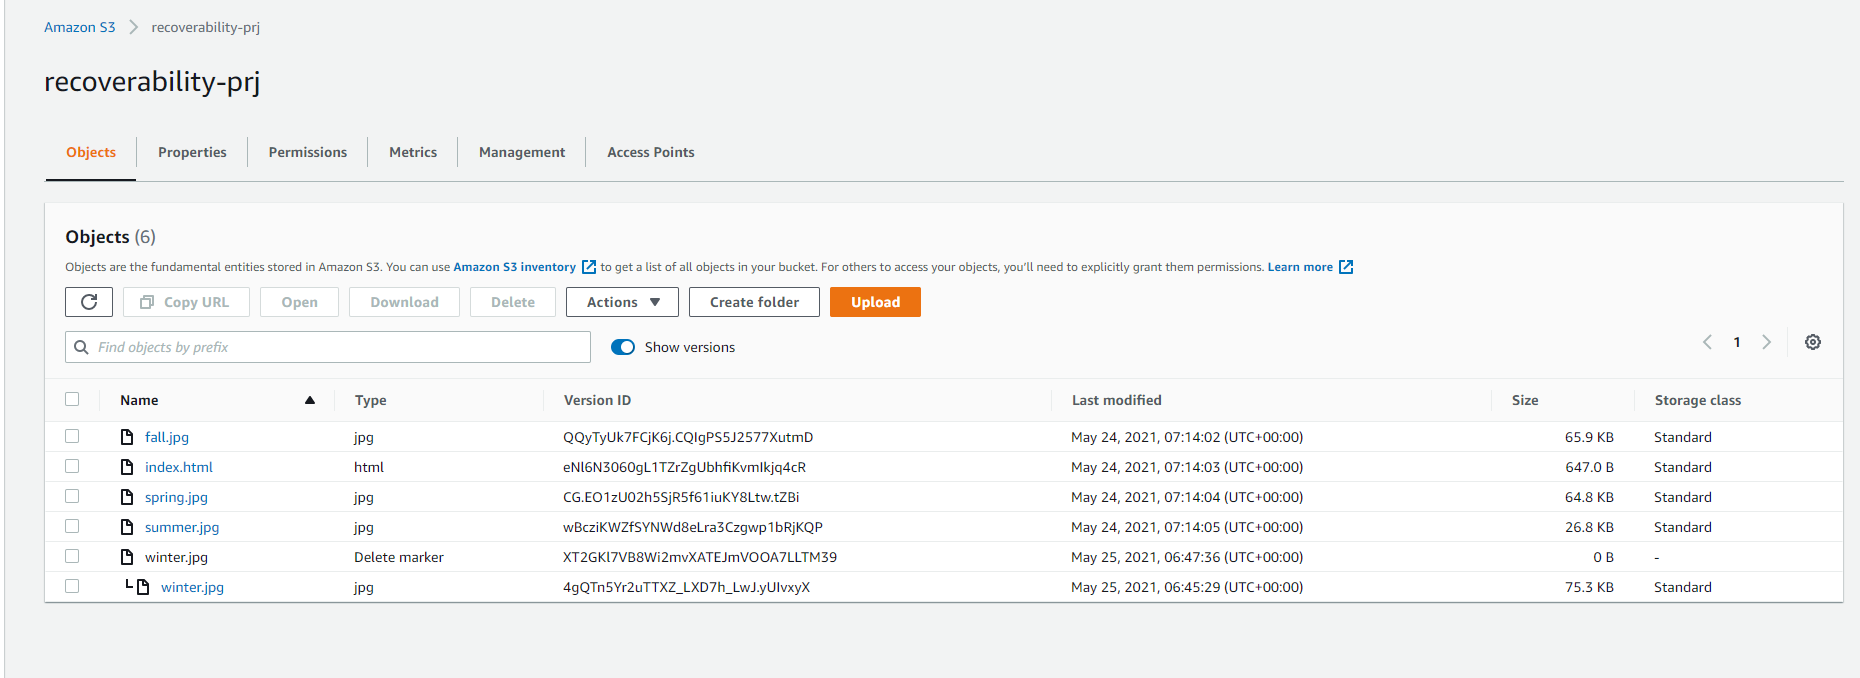 Amazon S3 > recoverability-prj
recoverability-prj
Objects Properties Permissions Metrics Management Access Points
Objects (6)
Objects are the fundamental entities stored in Amazon S3. You can use Amazon S3 inventory to get a list of all objects in your bucket. For others to access your objects, you'll need to explicitly grant them permissions. Learn more
Copy URL Open Download Delete Actions Create folder Upload
Find objects by prefix Show versions 1
Name Type Version ID Last modified Size Storage class
fall.jpg jpg QQyTyUk7FCjK6j.CQIgPS5J2577XutmD May 24, 2021, 07:14:02 (UTC+00:00) 65.9 KB Standard
index.html html eNl6N3060gL1TZrZgUbhfiKvmIkjq4cR May 24, 2021, 07:14:03 (UTC+00:00) 647.0 B Standard
spring.jpg jpg CG.EO1zU02h5SjR5f61iuKY8Ltw.tZBi May 24, 2021, 07:14:04 (UTC+00:00) 64.8 KB Standard
summer.jpg jpg wBcziKWZfSYNWd8eLra3Czgwp1bRjKQP May 24, 2021, 07:14:05 (UTC+00:00) 26.8 KB Standard
winter.jpg Delete marker XT2GKl7VB8Wi2mvXATEJmVOOA7LLTM39 May 25, 2021, 06:47:36 (UTC+00:00) 0 B -
winter.jpg jpg 4gQTn5Yr2uTTXZ_LXD7h_LwJ.yUIvxyX May 25, 2021, 06:45:29 (UTC+00:00) 75.3 KB Standard